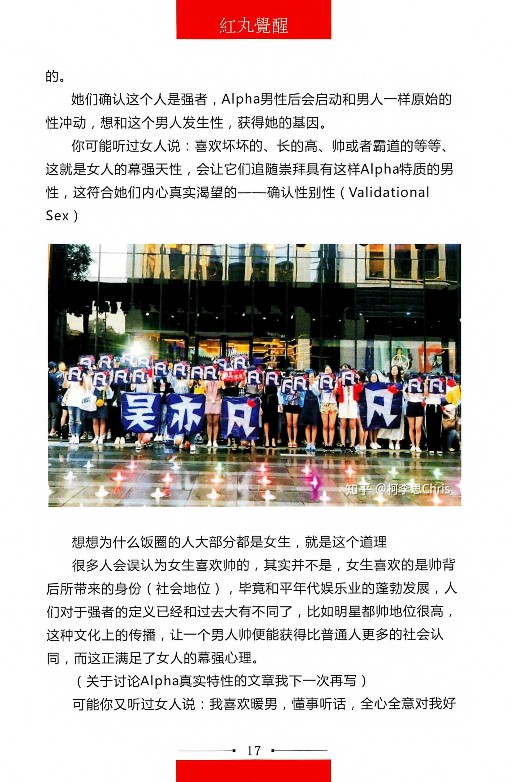 紅丸覺醒
的。
她们确认这个人是强者，Alpha男性后会启动和男人一样原始的
性冲动，想和这个男人发生性，获得她的基因。
你可能听过女人说：喜欢坏坏的、长的高、帅或者霸道的等等、
这就是女人的幕强天性，会让它们追随崇拜具有这样Alpha特质的男
性，这符合她们内心真实渴望的——确认性别性（Validational
Sex）
吴亦凡
凡
知乎 @柯李思Chris
想想为什么饭圈的人大部分都是女生，就是这个道理
很多人会误认为女生喜欢帅的，其实并不是，女生喜欢的是帅背
后所带来的身份（社会地位），毕竟和平年代娱乐业的蓬勃发展，人
们对于强者的定义已经和过去大有不同了，比如明星都帅地位很高，
这种文化上的传播，让一个男人帅便能获得比普通人更多的社会认
同，而这正满足了女人的幕强心理。
（关于讨论Alpha真实特性的文章我下一次再写）
可能你又听过女人说：我喜欢暖男，懂事听话，全心全意对我好
17